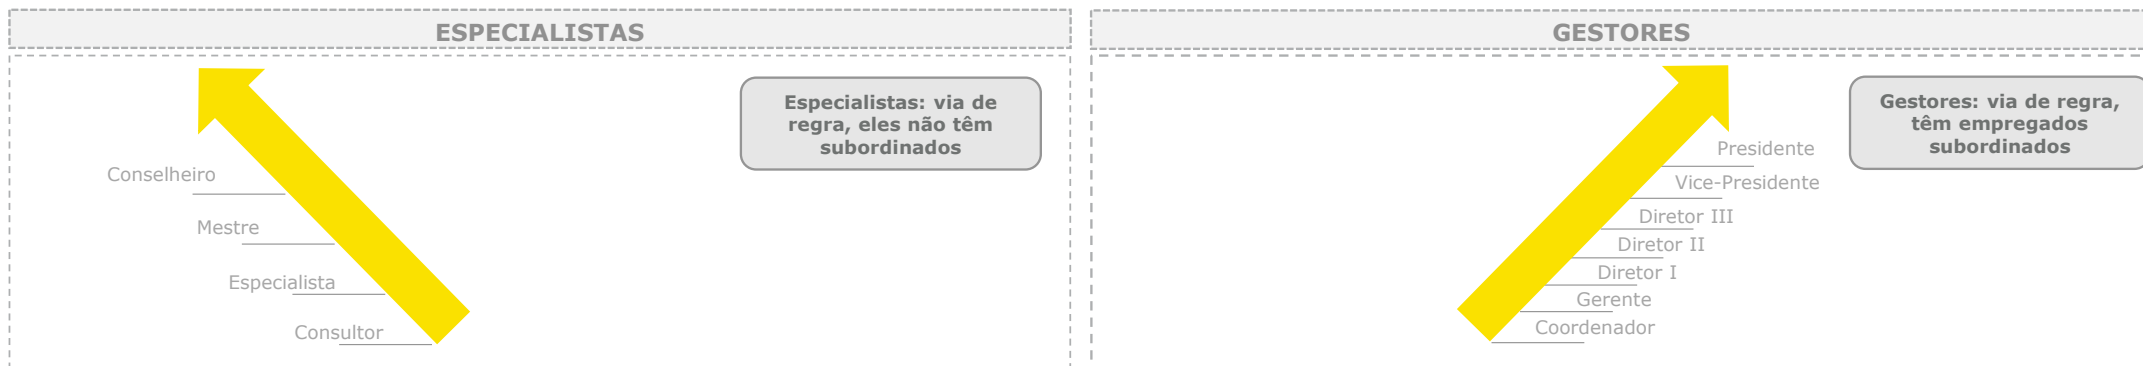 ESPECIALISTAS
Especialistas: via de
regra, eles não têm
subordinados
Conselheiro
Mestre
Especialista
Consultor
GESTORES
Gestores: via de regra,
têm empregados
subordinados
Presidente
Vice-Presidente
Diretor III
Diretor II
Diretor I
Gerente
Coordenador